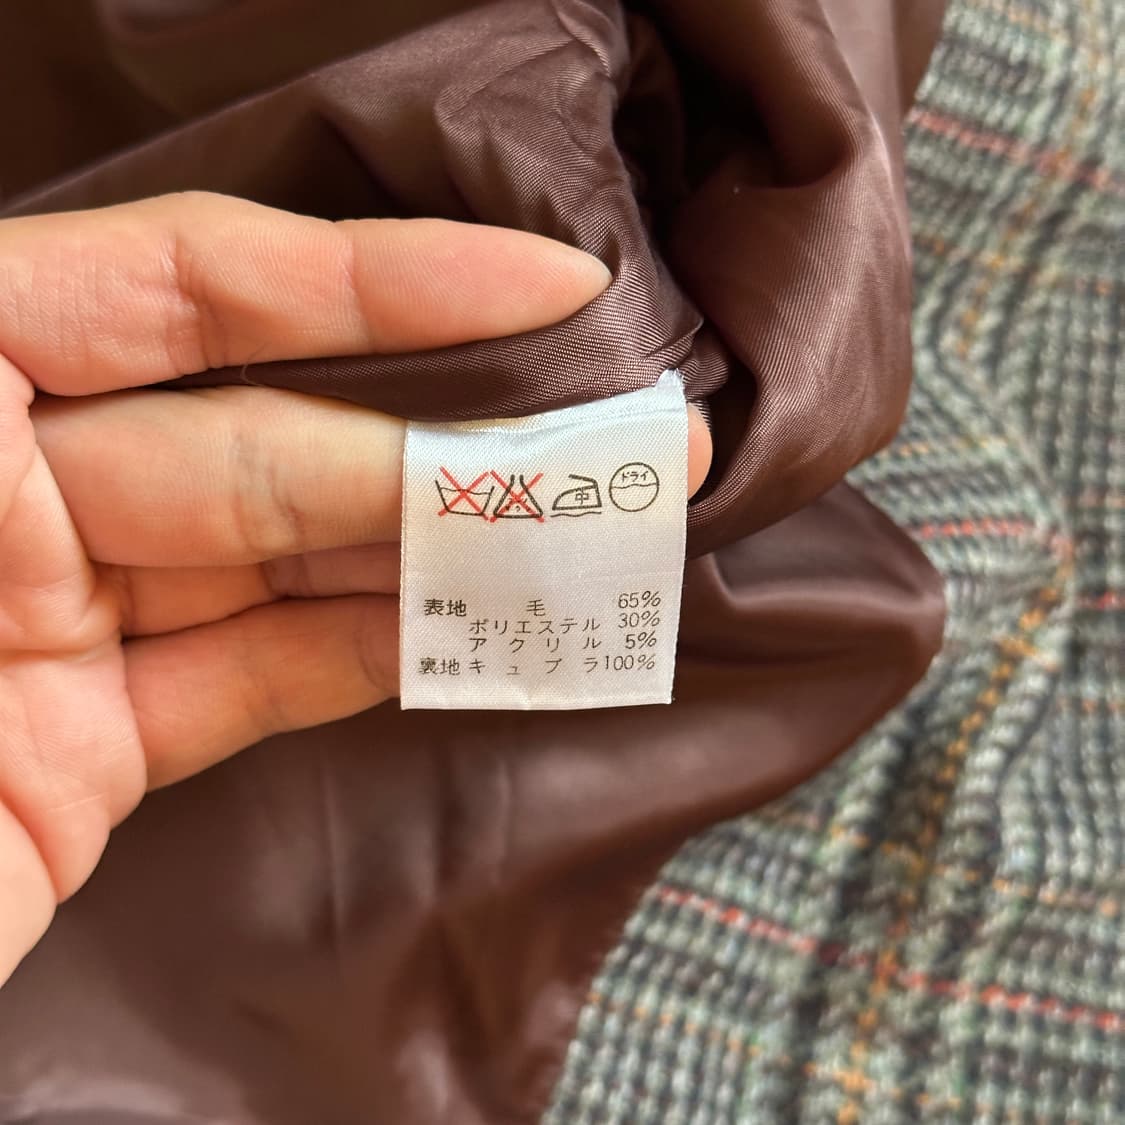 中 ドライ
表地 毛 65%
ポリエステル 30%
アクリル 5%
裏地 キュプラ 100%